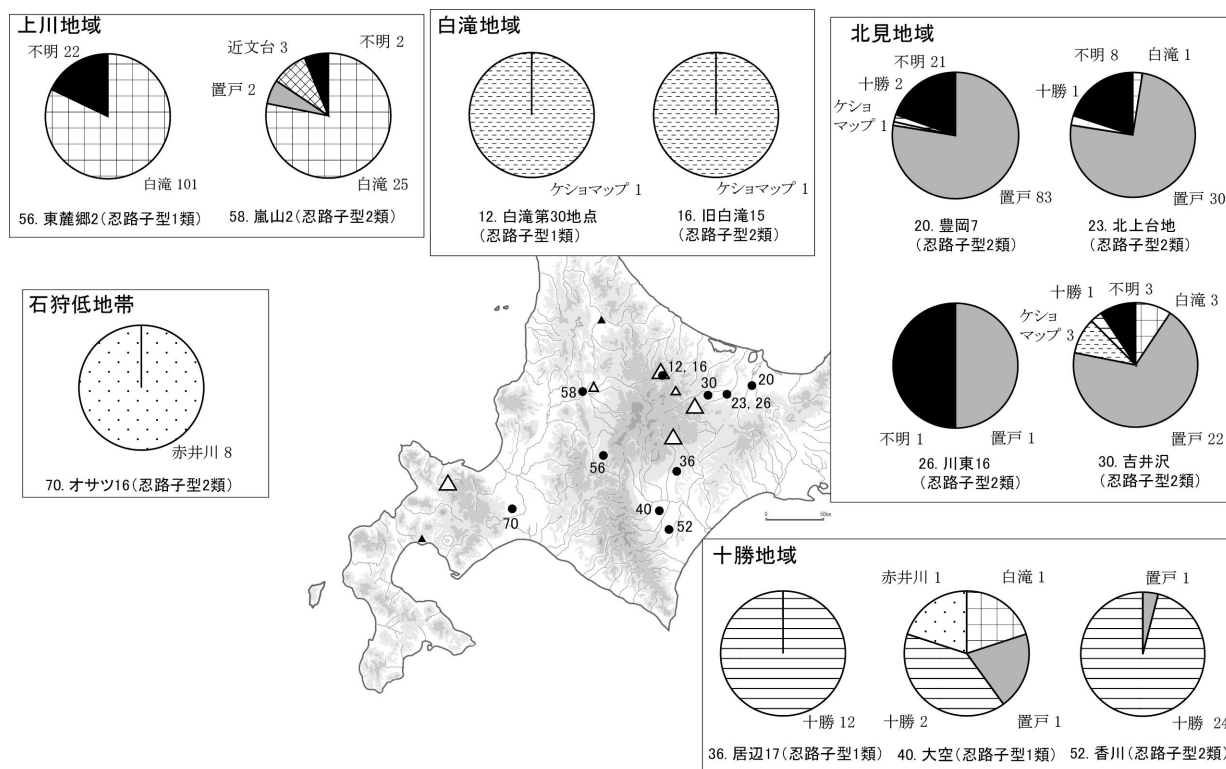 上川地域
不明 22
白滝 101
56. 東麓郷2(忍路子型1類)
近文台 3
不明 2
置戸 2
白滝 25
58. 嵐山2(忍路子型2類)
白滝地域
ケショマップ 1
12. 白滝第30地点
(忍路子型1類)
ケショマップ 1
16. 旧白滝15
(忍路子型2類)
北見地域
不明 21
十勝 2
ケショ
マップ 1
置戸 83
20. 豊岡7
(忍路子型2類)
不明 8
白滝 1
十勝 1
置戸 30
23. 北上台地
(忍路子型2類)
不明 1
置戸 1
26. 川東16
(忍路子型2類)
十勝 1
不明 3
白滝 3
ケショ
マップ 3
置戸 22
30. 吉井沢
(忍路子型2類)
石狩低地帯
赤井川 8
70. オサツ16(忍路子型2類)
12, 16
20
30
23, 26
58
56
36
40
52
70
0
50km
十勝地域
十勝 12
36. 居辺17(忍路子型1類)
赤井川 1
白滝 1
十勝 2
置戸 1
40. 大空(忍路子型1類)
置戸 1
十勝 24
52. 香川(忍路子型2類)